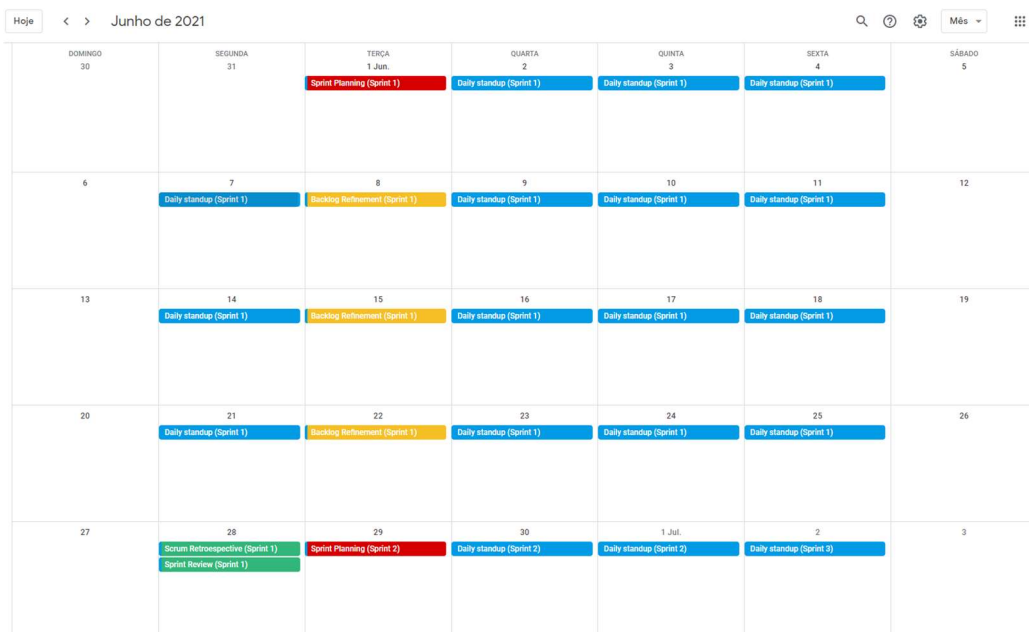 Hoje < > Junho de 2021 Mês
DOMINGO SEGUNDA TERÇA QUARTA QUINTA SEXTA SÁBADO
30 31 1 Jun. 2 3 4 5
Sprint Planning (Sprint 1) Daily standup (Sprint 1) Daily standup (Sprint 1) Daily standup (Sprint 1)
6 7 8 9 10 11 12
Daily standup (Sprint 1) Backlog Refinement (Sprint 1) Daily standup (Sprint 1) Daily standup (Sprint 1) Daily standup (Sprint 1)
13 14 15 16 17 18 19
Daily standup (Sprint 1) Backlog Refinement (Sprint 1) Daily standup (Sprint 1) Daily standup (Sprint 1) Daily standup (Sprint 1)
20 21 22 23 24 25 26
Daily standup (Sprint 1) Backlog Refinement (Sprint 1) Daily standup (Sprint 1) Daily standup (Sprint 1) Daily standup (Sprint 1)
27 28 29 30 1 Jul. 2 3
Scrum Retroespective (Sprint 1) Sprint Planning (Sprint 2) Daily standup (Sprint 2) Daily standup (Sprint 2) Daily standup (Sprint 3)
Sprint Review (Sprint 1)